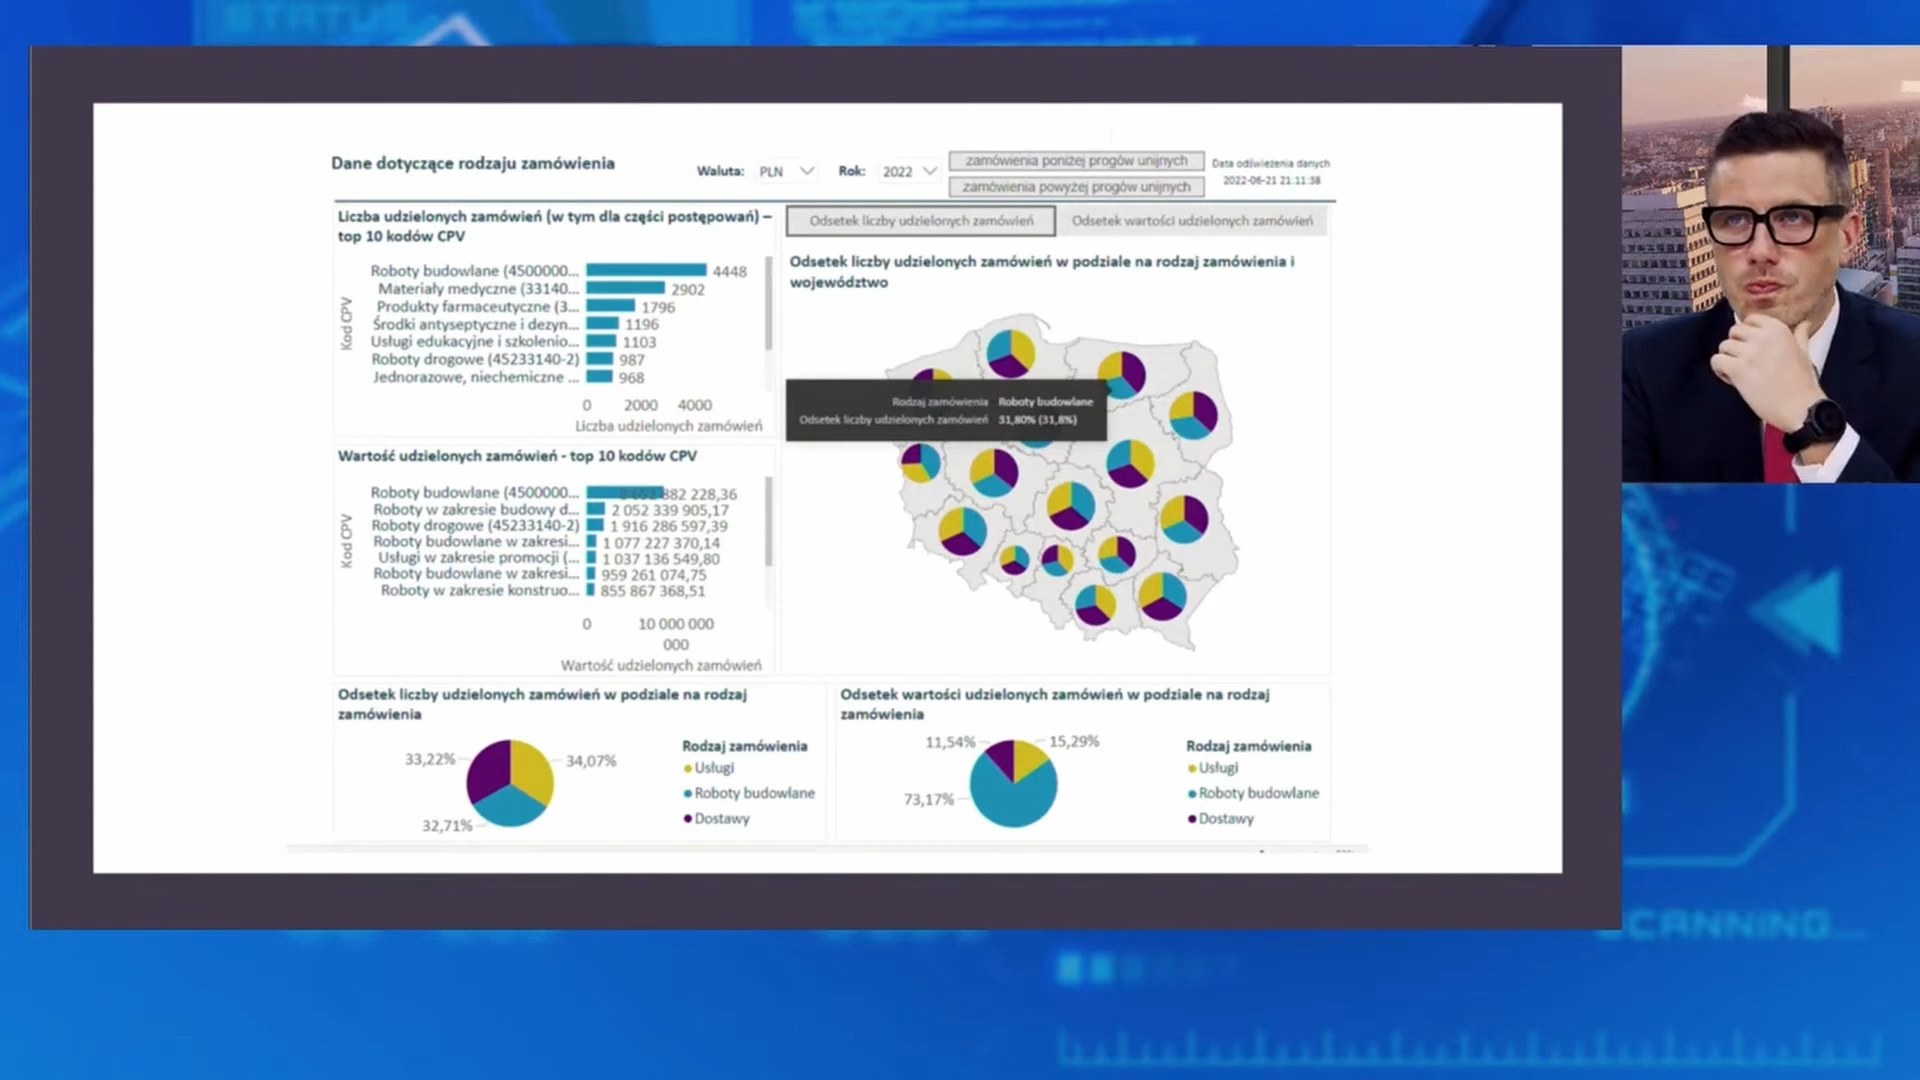 STATUS
Dane dotyczące rodzaju zamówienia
Waluta: PLN
Rok: 2022
zamówienia poniżej progów unijnych
zamówienia powyżej progów unijnych
Data odświeżenia danych
2022-06-21 21:11:38
Liczba udzielonych zamówień (w tym dla części postępowań) –
top 10 kodów CPV
Kod CPV
Roboty budowlane (4500000... 4448
Materiały medyczne (33140... 2902
Produkty farmaceutyczne (3... 1796
Środki antyseptyczne i dezyn... 1196
Usługi edukacyjne i szkolenio... 1103
Roboty drogowe (45233140-2) 987
Jednorazowe, niechemiczne ... 968
0 2000 4000
Liczba udzielonych zamówień
Wartość udzielonych zamówień - top 10 kodów CPV
Kod CPV
Roboty budowlane (4500000... 882 228,36
Roboty w zakresie budowy d... 2 052 339 905,17
Roboty drogowe (45233140-2) 1 916 286 597,39
Roboty budowlane w zakresi... 1 077 227 370,14
Usługi w zakresie promocji (... 1 037 136 549,80
Roboty budowlane w zakresi... 959 261 074,75
Roboty w zakresie konstruo... 855 867 368,51
0 10 000 000
000
Wartość udzielonych zamówień
Odsetek liczby udzielonych zamówień
Odsetek wartości udzielonych zamówień
Odsetek liczby udzielonych zamówień w podziale na rodzaj zamówienia i
województwo
Rodzaj zamówienia Roboty budowlane
Odsetek liczby udzielonych zamówień 31,80% (31,8%)
Odsetek liczby udzielonych zamówień w podziale na rodzaj
zamówienia
33,22%
34,07%
32,71%
Rodzaj zamówienia
Usługi
Roboty budowlane
Dostawy
Odsetek wartości udzielonych zamówień w podziale na rodzaj
zamówienia
11,54%
15,29%
73,17%
Rodzaj zamówienia
Usługi
Roboty budowlane
Dostawy
SCANNING...